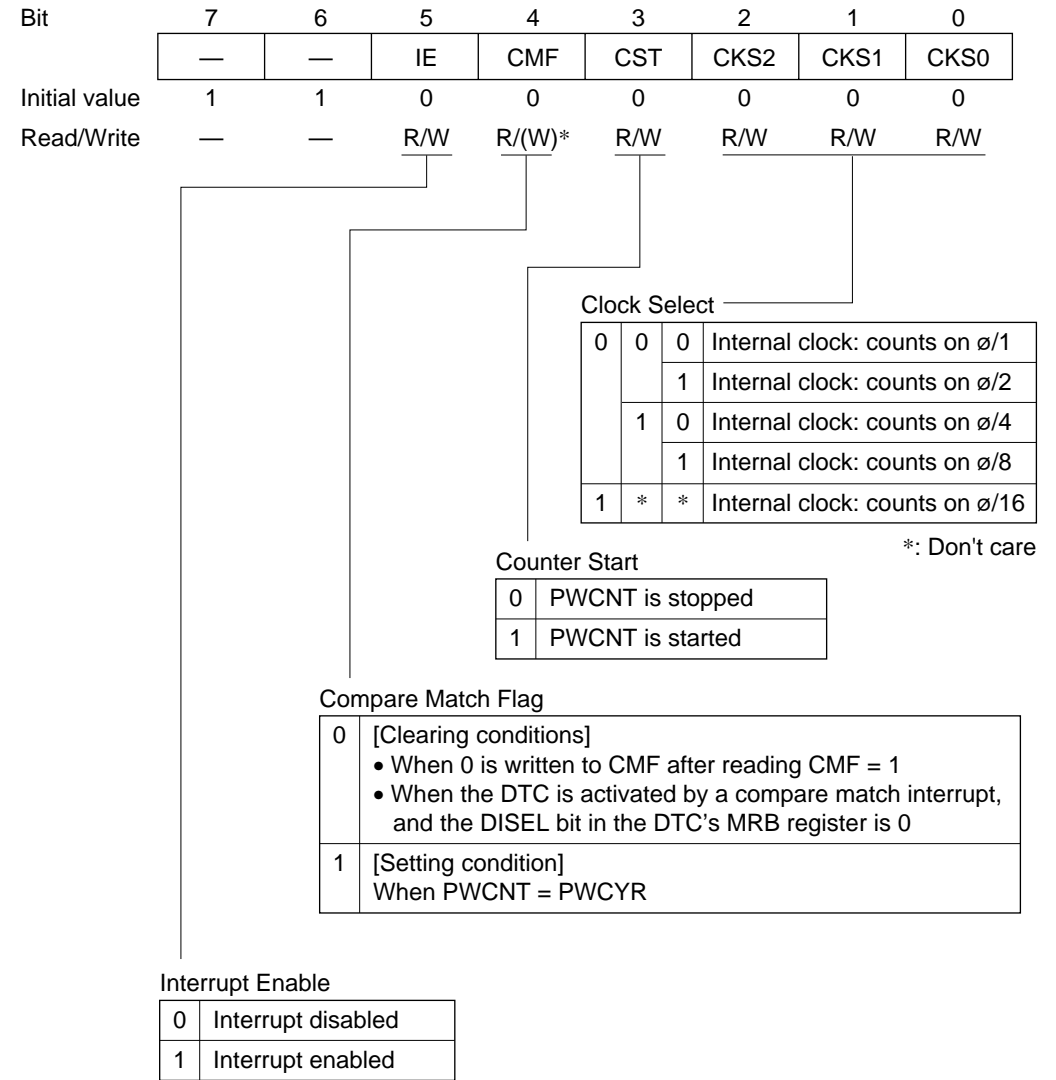 Bit 7 6 5 4 3 2 1 0
— — IE CMF CST CKS2 CKS1 CKS0
Initial value 1 1 0 0 0 0 0 0
Read/Write — — R/W R/(W)* R/W R/W R/W R/W
Clock Select
0 0 0 Internal clock: counts on ø/1
1 Internal clock: counts on ø/2
1 0 Internal clock: counts on ø/4
1 Internal clock: counts on ø/8
1 * * Internal clock: counts on ø/16
*: Don't care
Counter Start
0 PWCNT is stopped
1 PWCNT is started
Compare Match Flag
0 [Clearing conditions]
• When 0 is written to CMF after reading CMF = 1
• When the DTC is activated by a compare match interrupt,
and the DISEL bit in the DTC's MRB register is 0
1 [Setting condition]
When PWCNT = PWCYR
Interrupt Enable
0 Interrupt disabled
1 Interrupt enabled